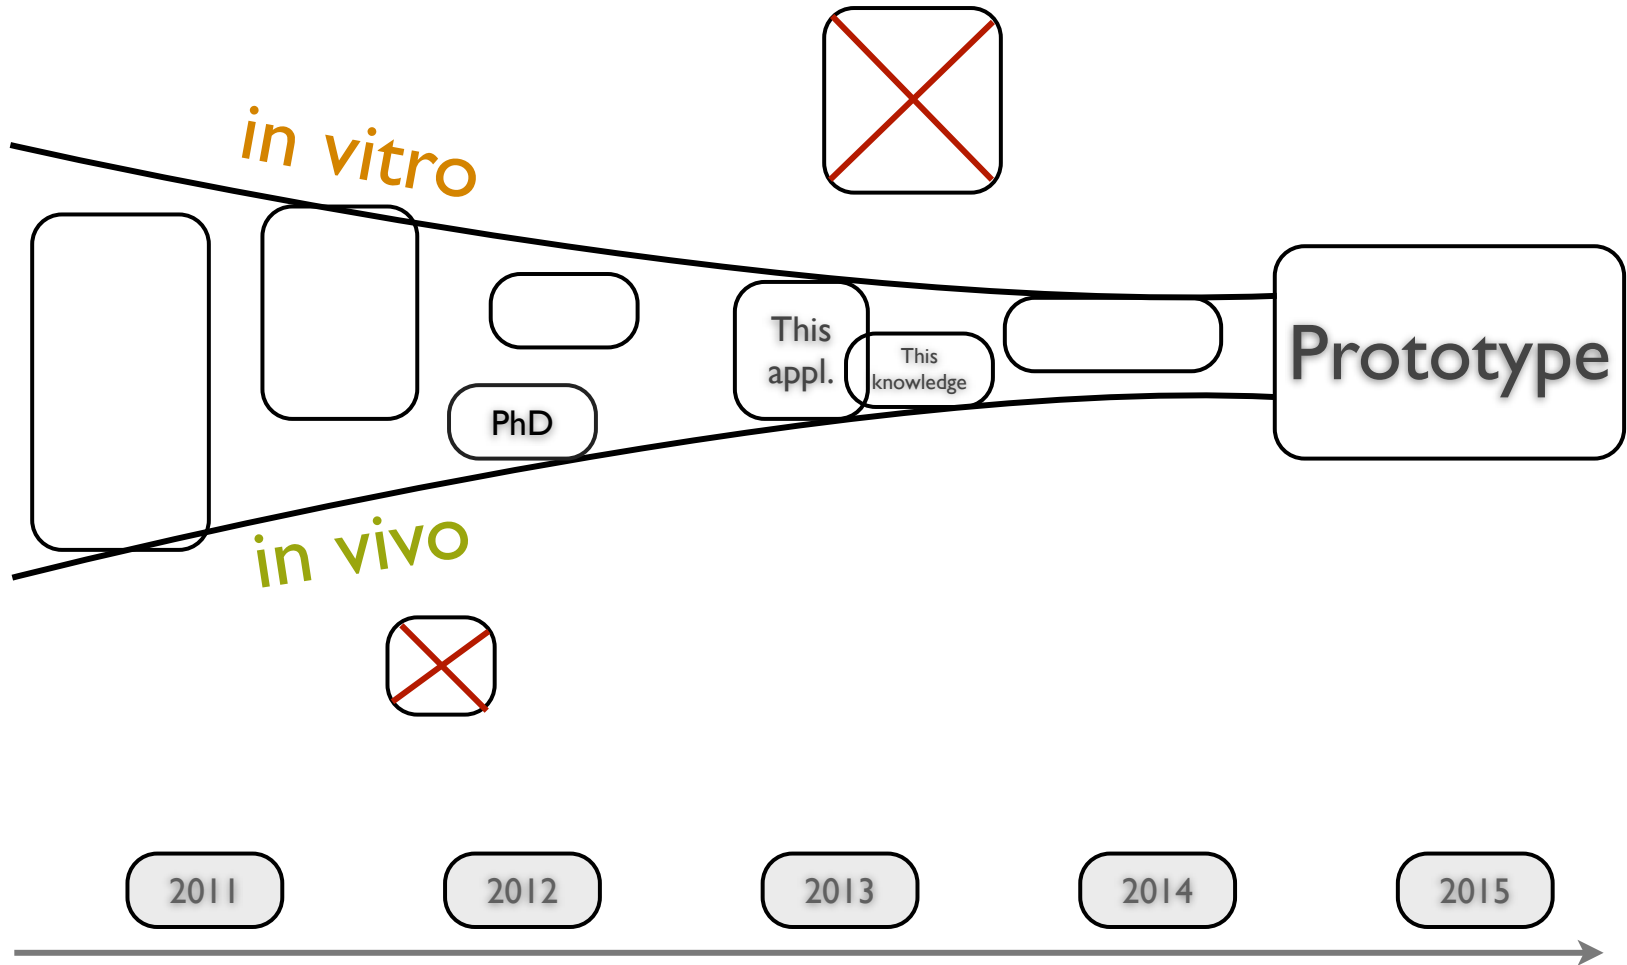 in vitro
This
appl.
This
knowledge
Prototype
PhD
in vivo
2011
2012
2013
2014
2015